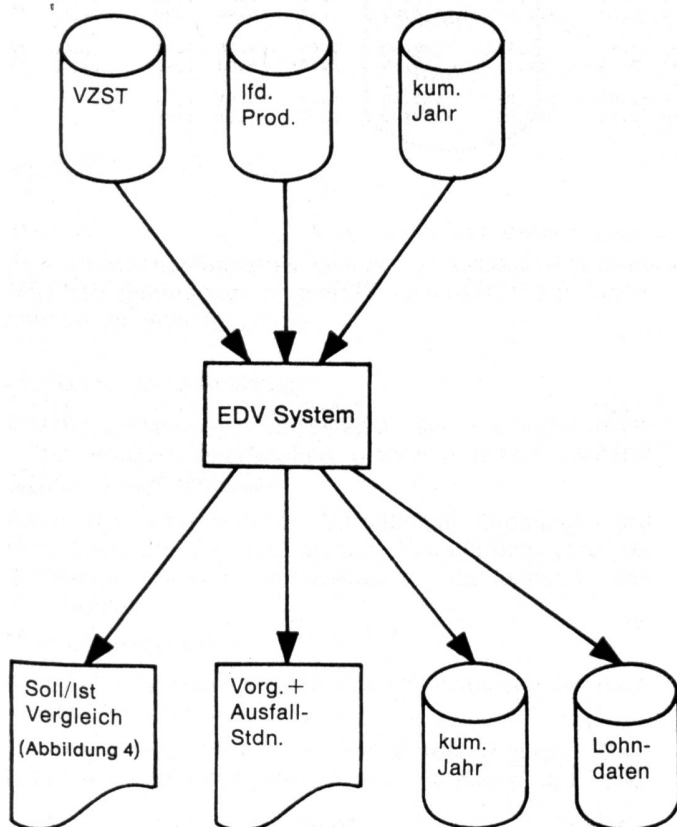 VZST
lfd.
Prod.
kum.
Jahr
EDV System
Soll/Ist
Vergleich
(Abbildung 4)
Vorg. +
Ausfall-
Stdn.
kum.
Jahr
Lohn-
daten